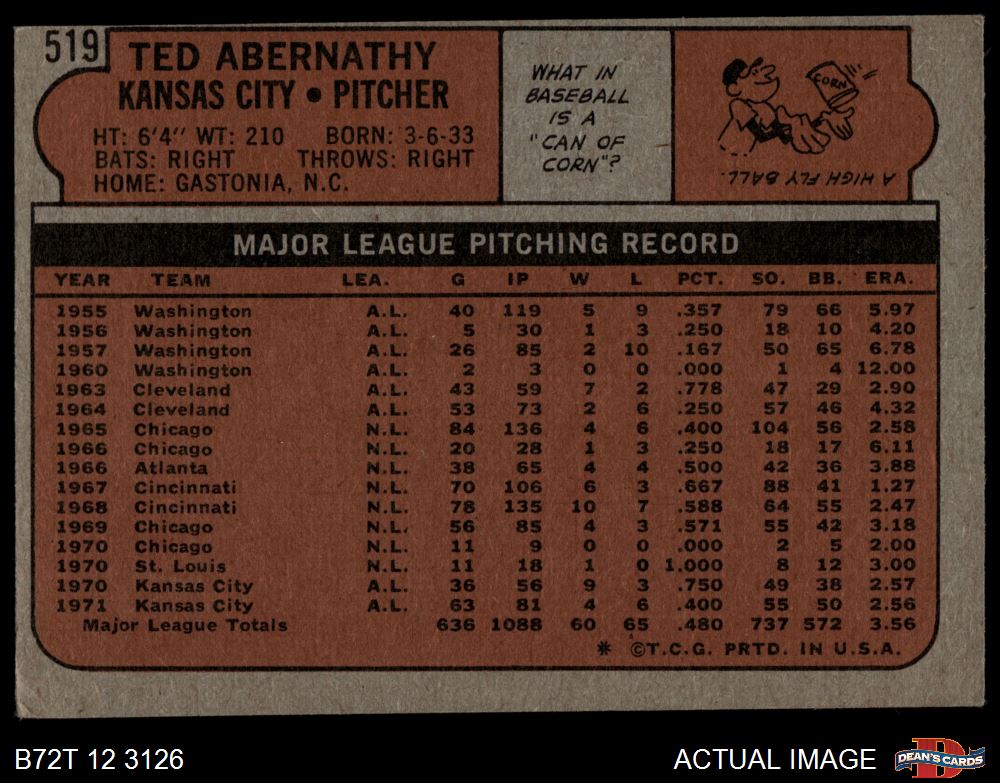 519
TED ABERNATHY
KANSAS CITY • PITCHER
HT: 6'4" WT: 210 BORN: 3-6-33
BATS: RIGHT THROWS: RIGHT
HOME: GASTONIA, N.C.
WHAT IN
BASEBALL
IS A
"CAN OF
CORN"?
CORN
A HIGH FLY BALL.
MAJOR LEAGUE PITCHING RECORD
YEAR TEAM LEA. G IP W L PCT. SO. BB. ERA.
1955 Washington A.L. 40 119 5 9 .357 79 66 5.97
1956 Washington A.L. 5 30 1 3 .250 18 10 4.20
1957 Washington A.L. 26 85 2 10 .167 50 65 6.78
1960 Washington A.L. 2 3 0 0 .000 1 4 12.00
1963 Cleveland A.L. 43 59 7 2 .778 47 29 2.90
1964 Cleveland A.L. 53 73 2 6 .250 57 46 4.32
1965 Chicago N.L. 84 136 4 6 .400 104 56 2.58
1966 Chicago N.L. 20 28 1 3 .250 18 17 6.11
1966 Atlanta N.L. 38 65 4 4 .500 42 36 3.88
1967 Cincinnati N.L. 70 106 6 3 .667 88 41 1.27
1968 Cincinnati N.L. 78 135 10 7 .588 64 55 2.47
1969 Chicago N.L. 56 85 4 3 .571 55 42 3.18
1970 Chicago N.L. 11 9 0 0 .000 2 5 2.00
1970 St. Louis N.L. 11 18 1 0 1.000 8 12 3.00
1970 Kansas City A.L. 36 56 9 3 .750 49 38 2.57
1971 Kansas City A.L. 63 81 4 6 .400 55 50 2.56
Major League Totals 636 1088 60 65 .480 737 572 3.56
* ©T.C.G. PRTD. IN U.S.A.
B72T 12 3126
ACTUAL IMAGE
D
DEAN'S CARDS